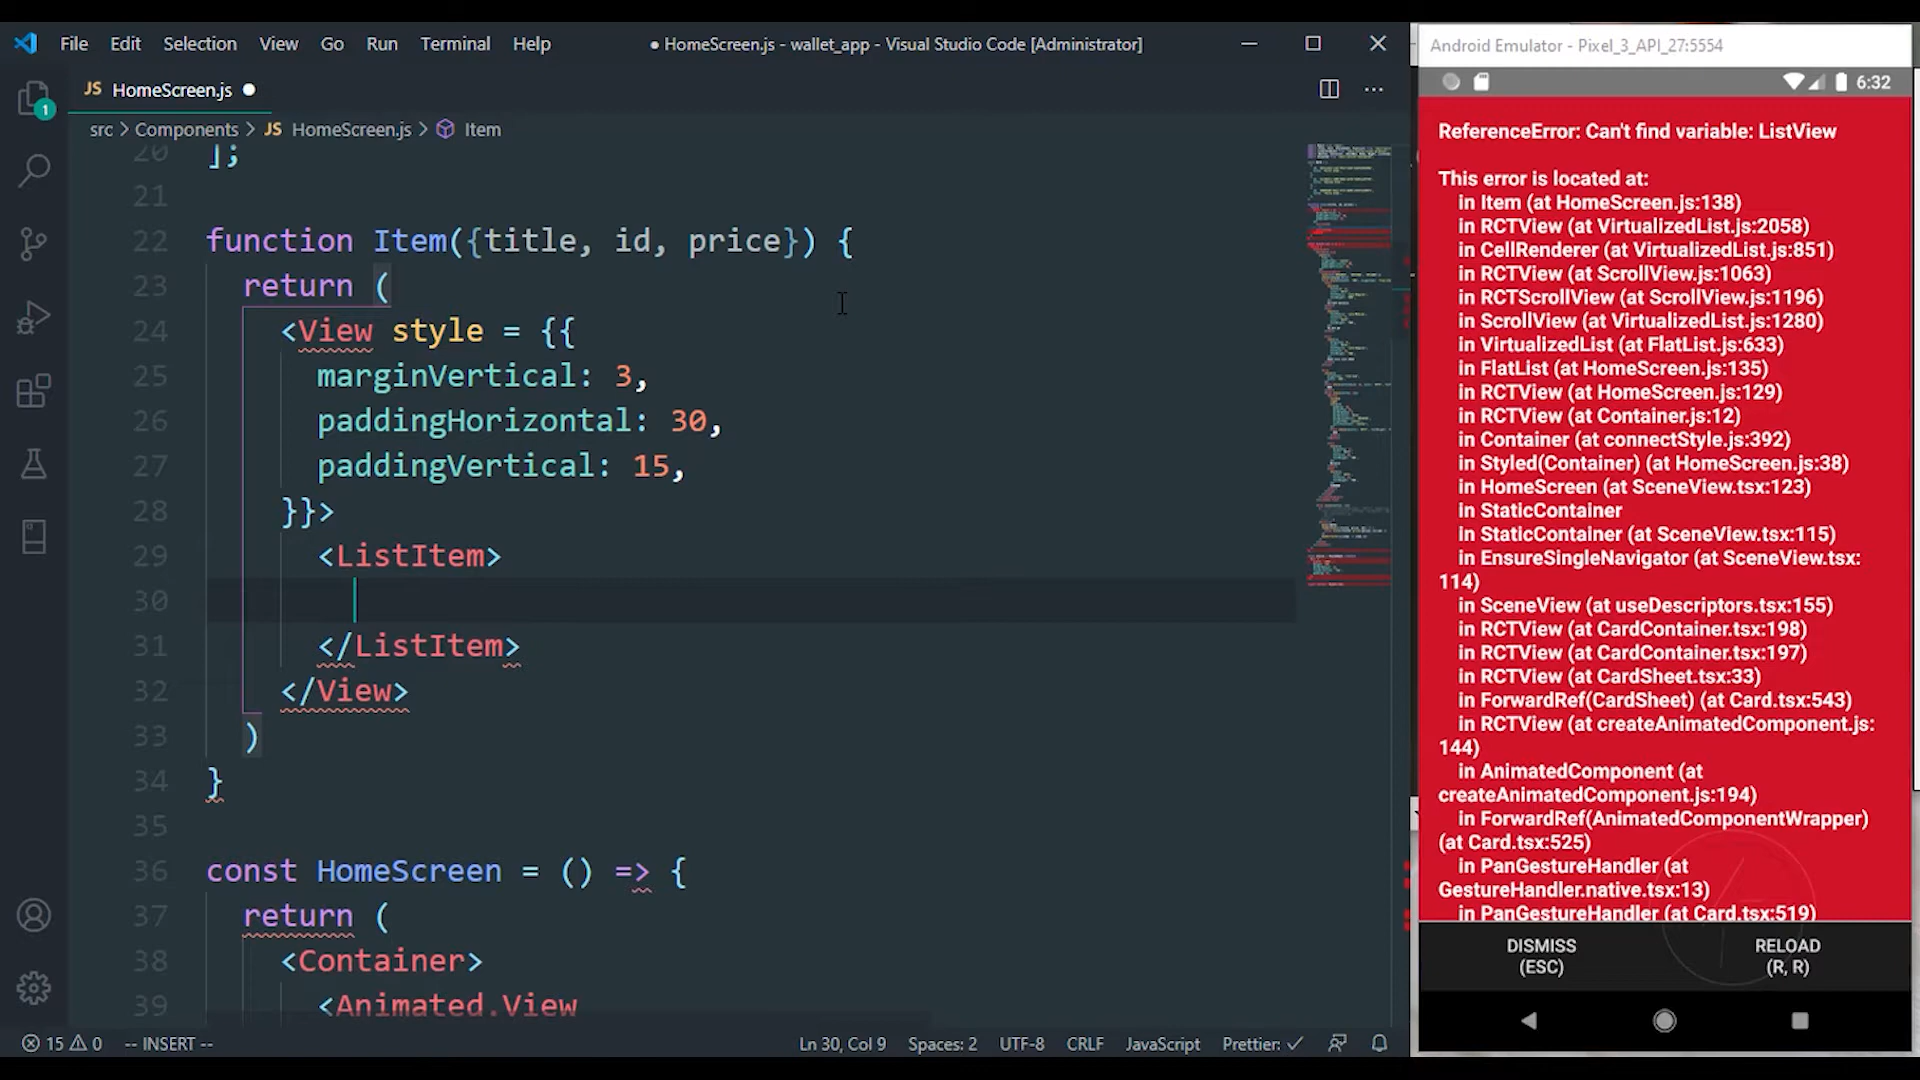 File Edit Selection View Go Run Terminal Help
● HomeScreen.js - wallet_app - Visual Studio Code [Administrator]
JS HomeScreen.js ●
src > Components > JS HomeScreen.js > Item
1
20 ];
21
22 function Item({title, id, price}) {
23 return (
24 <View style = {{
25 marginVertical: 3,
26 paddingHorizontal: 30,
27 paddingVertical: 15,
28 }}>
29 <ListItem>
30
31 </ListItem>
32 </View>
33 )
34 }
35
36 const HomeScreen = () => {
37 return (
38 <Container>
39 <Animated.View
15 0 -- INSERT -- Ln 30, Col 9 Spaces: 2 UTF-8 CRLF JavaScript Prettier: ✓
Android Emulator - Pixel_3_API_27:5554
6:32
ReferenceError: Can't find variable: ListView
This error is located at:
in Item (at HomeScreen.js:138)
in RCTView (at VirtualizedList.js:2058)
in CellRenderer (at VirtualizedList.js:851)
in RCTView (at ScrollView.js:1063)
in RCTScrollView (at ScrollView.js:1196)
in ScrollView (at VirtualizedList.js:1280)
in VirtualizedList (at FlatList.js:633)
in FlatList (at HomeScreen.js:135)
in RCTView (at HomeScreen.js:129)
in RCTView (at Container.js:12)
in Container (at connectStyle.js:392)
in Styled(Container) (at HomeScreen.js:38)
in HomeScreen (at SceneView.tsx:123)
in StaticContainer
in StaticContainer (at SceneView.tsx:115)
in EnsureSingleNavigator (at SceneView.tsx:
114)
in SceneView (at useDescriptors.tsx:155)
in RCTView (at CardContainer.tsx:198)
in RCTView (at CardContainer.tsx:197)
in RCTView (at CardSheet.tsx:33)
in ForwardRef(CardSheet) (at Card.tsx:543)
in RCTView (at createAnimatedComponent.js:
144)
in AnimatedComponent (at
createAnimatedComponent.js:194)
in ForwardRef(AnimatedComponentWrapper)
(at Card.tsx:525)
in PanGestureHandler (at
GestureHandler.native.tsx:13)
in PanGestureHandler (at Card.tsx:519)
DISMISS
(ESC)
RELOAD
(R, R)